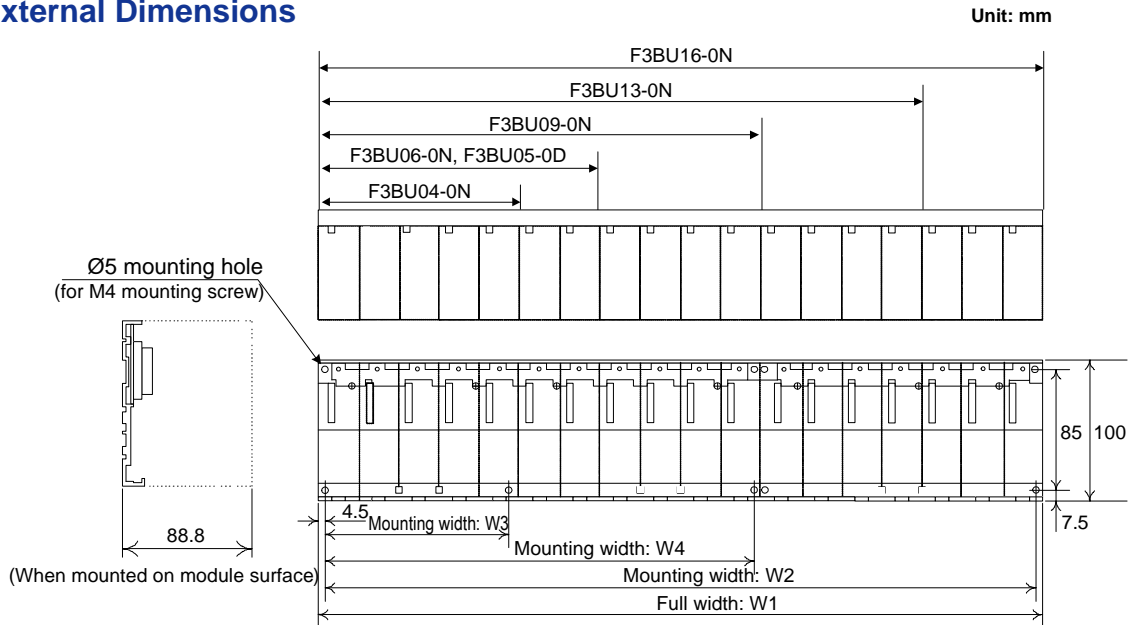 xternal Dimensions
Unit: mm
F3BU16-0N
F3BU13-0N
F3BU09-0N
F3BU06-0N, F3BU05-0D
F3BU04-0N
Ø5 mounting hole
(for M4 mounting screw)
85
100
4.5
7.5
Mounting width: W3
88.8
Mounting width: W4
(When mounted on module surface)
Mounting width: W2
Full width: W1